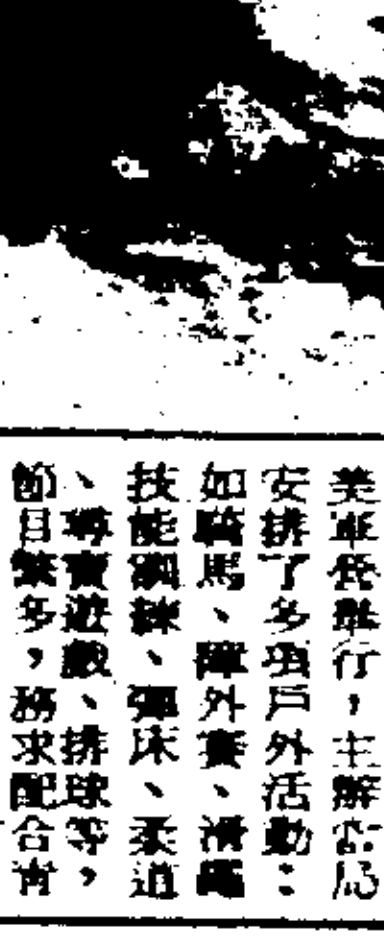 美軍營舉行，主辦當局
安排了多項戶外活動：
如騎馬、障外賽、滑繩
技能訓練、彈床、柔道
、尋寶遊戲、排球等，
節目繁多，務求配合靑